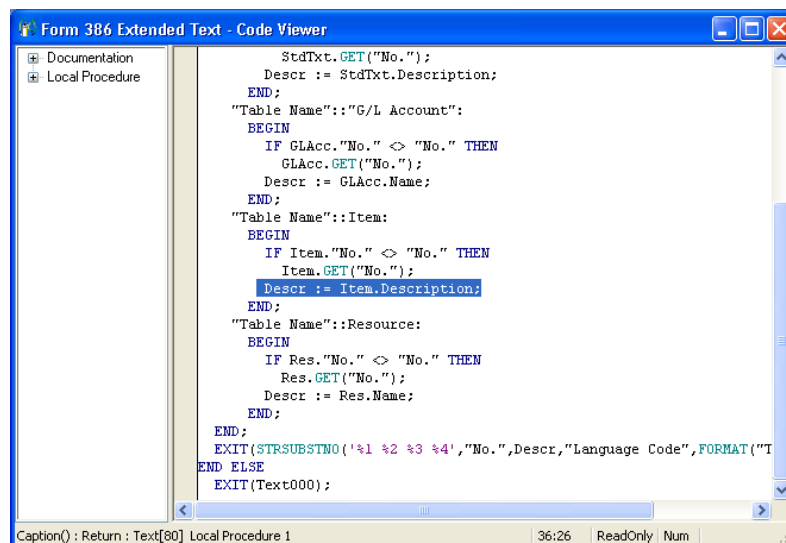 Form 386 Extended Text - Code Viewer
Documentation
Local Procedure
StdTxt.GET("No.");
Descr := StdTxt.Description;
END;
"Table Name"::"G/L Account":
BEGIN
IF GLAcc."No." <> "No." THEN
GLAcc.GET("No.");
Descr := GLAcc.Name;
END;
"Table Name"::Item:
BEGIN
IF Item."No." <> "No." THEN
Item.GET("No.");
Descr := Item.Description;
END;
"Table Name"::Resource:
BEGIN
IF Res."No." <> "No." THEN
Res.GET("No.");
Descr := Res.Name;
END;
END;
EXIT(STRSUBSTNO('%1 %2 %3 %4',"No.",Descr,"Language Code",FORMAT("T
END ELSE
EXIT(Text000);
Caption() : Return : Text[80] Local Procedure 1 36:26 ReadOnly Num